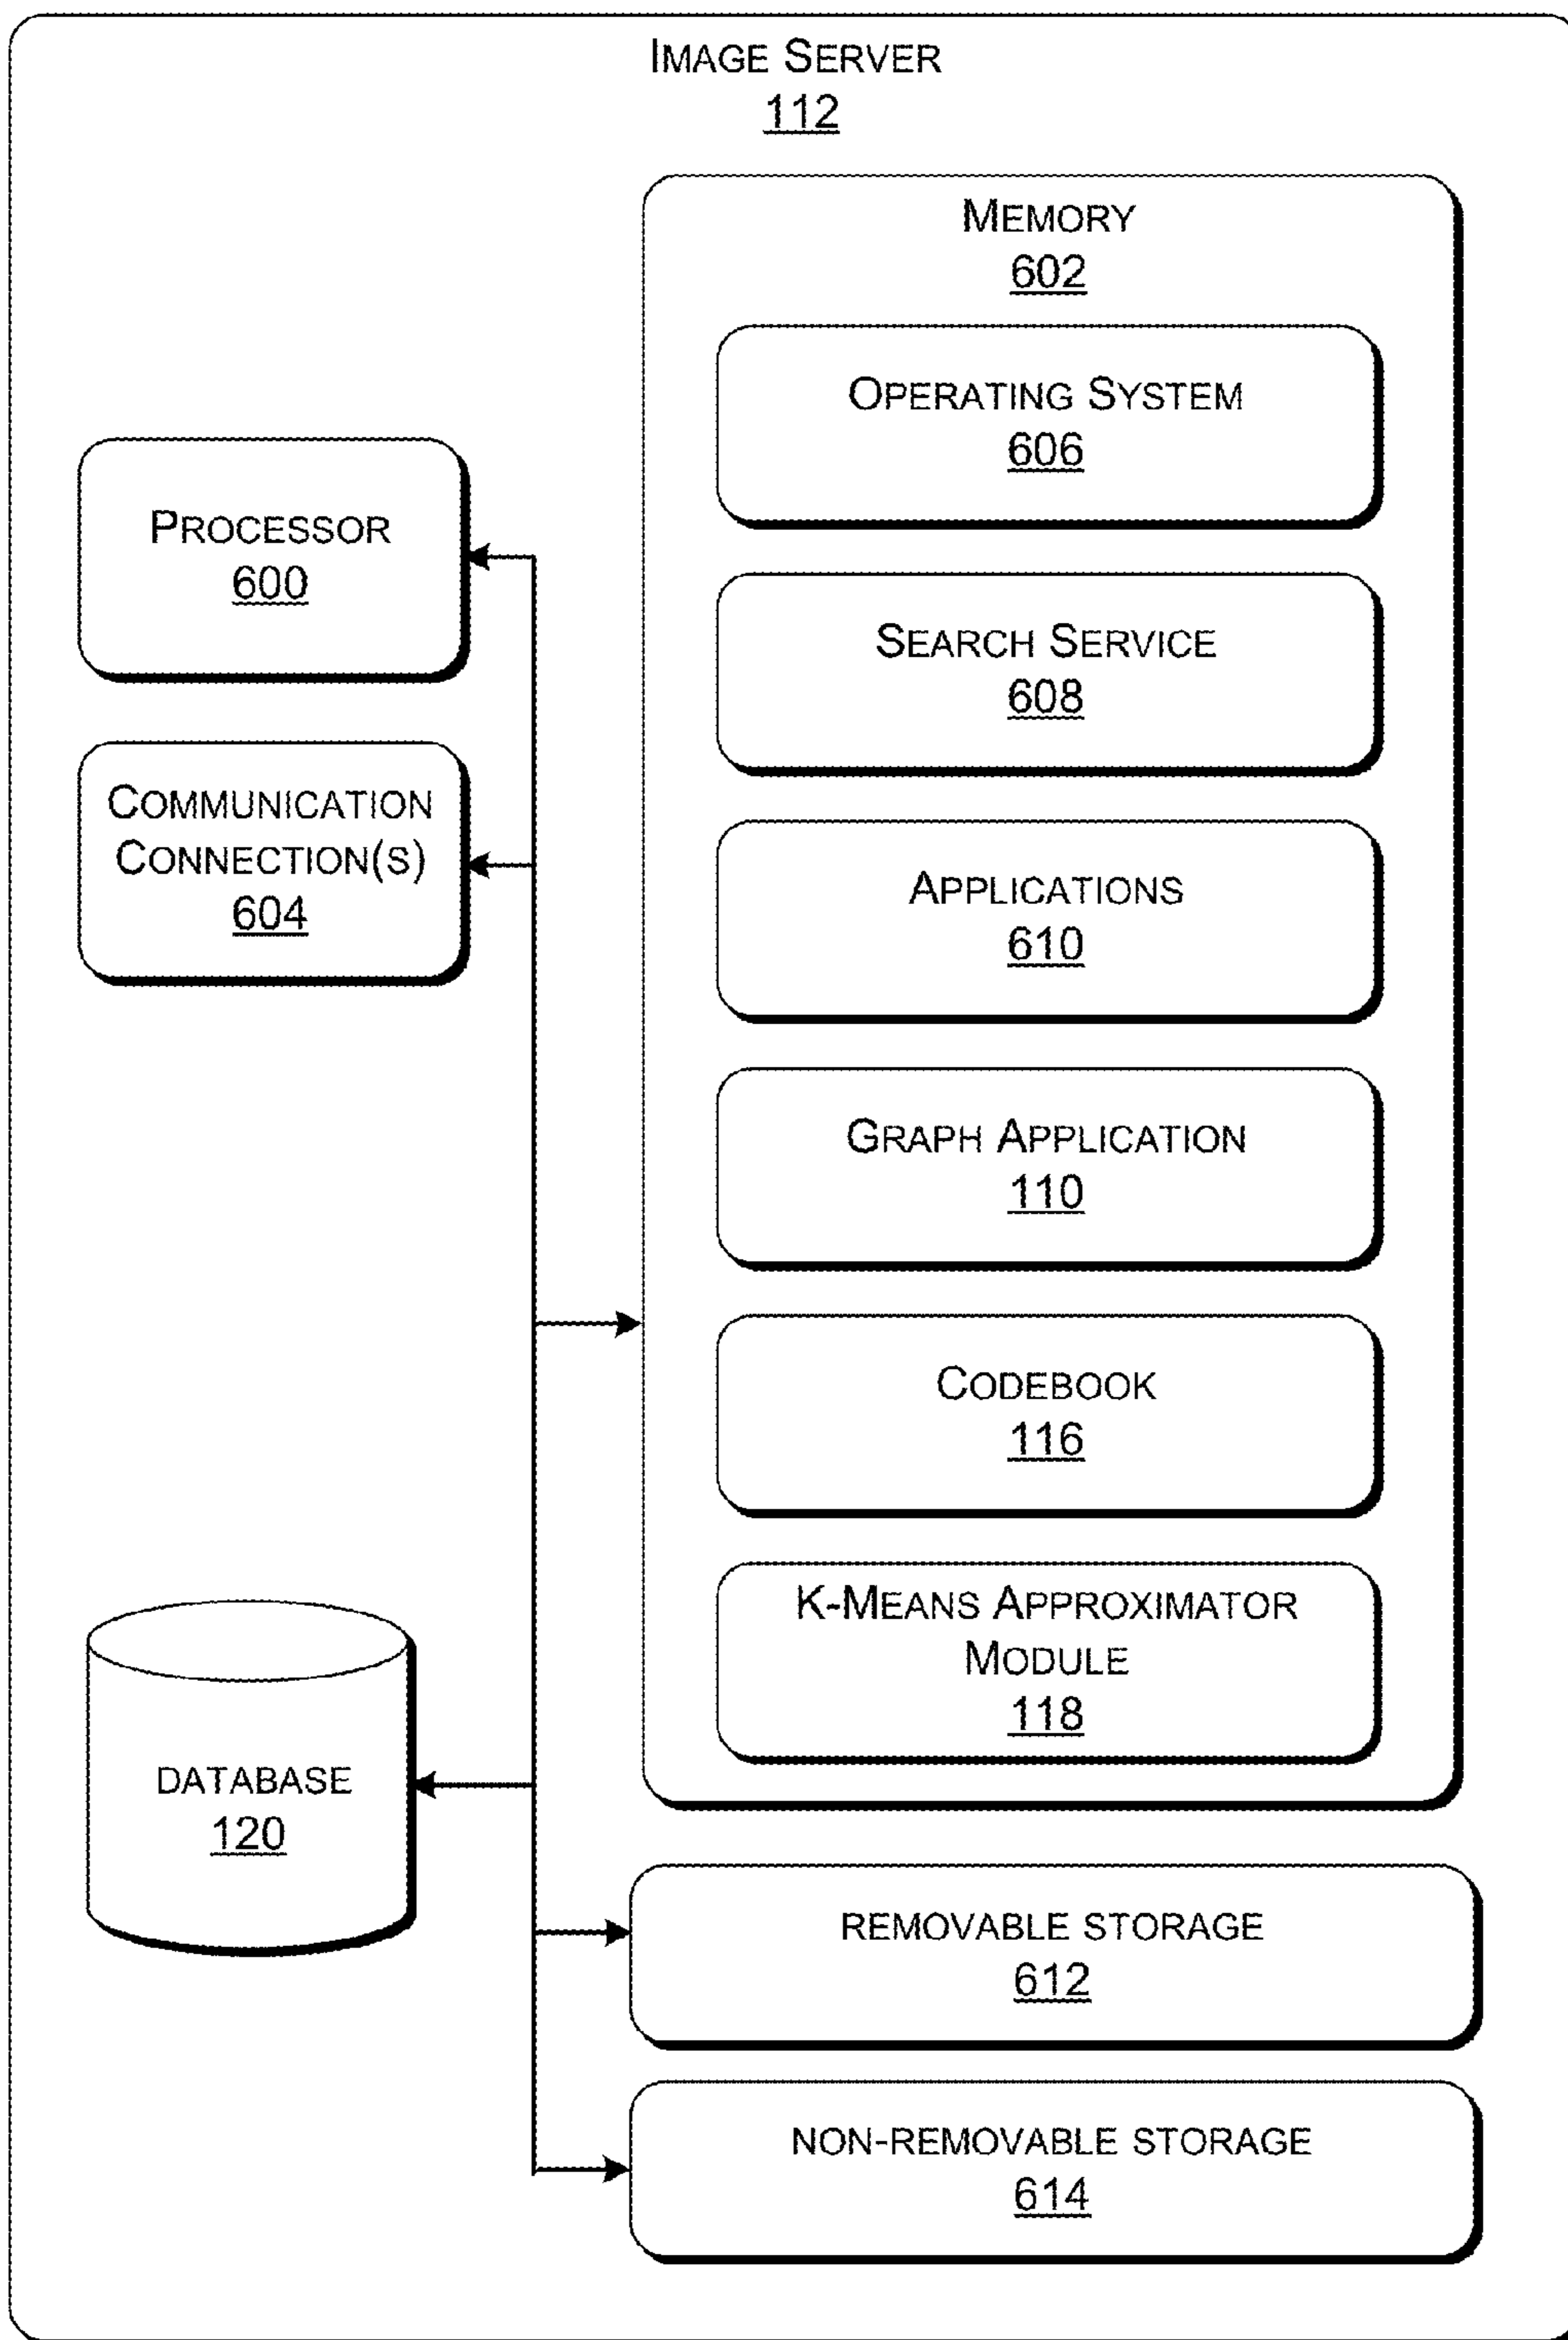 IMAGE SERVER
112
MEMORY
602
OPERATING SYSTEM
606
PROCESSOR
600
SEARCH SERVICE
608
COMMUNICATION
CONNECTION(S)
604
APPLICATIONS
610
GRAPH APPLICATION
110
CODEBOOK
116
K-MEANS APPROXIMATOR
MODULE
118
DATABASE
120
REMOVABLE STORAGE
612
NON-REMOVABLE STORAGE
614